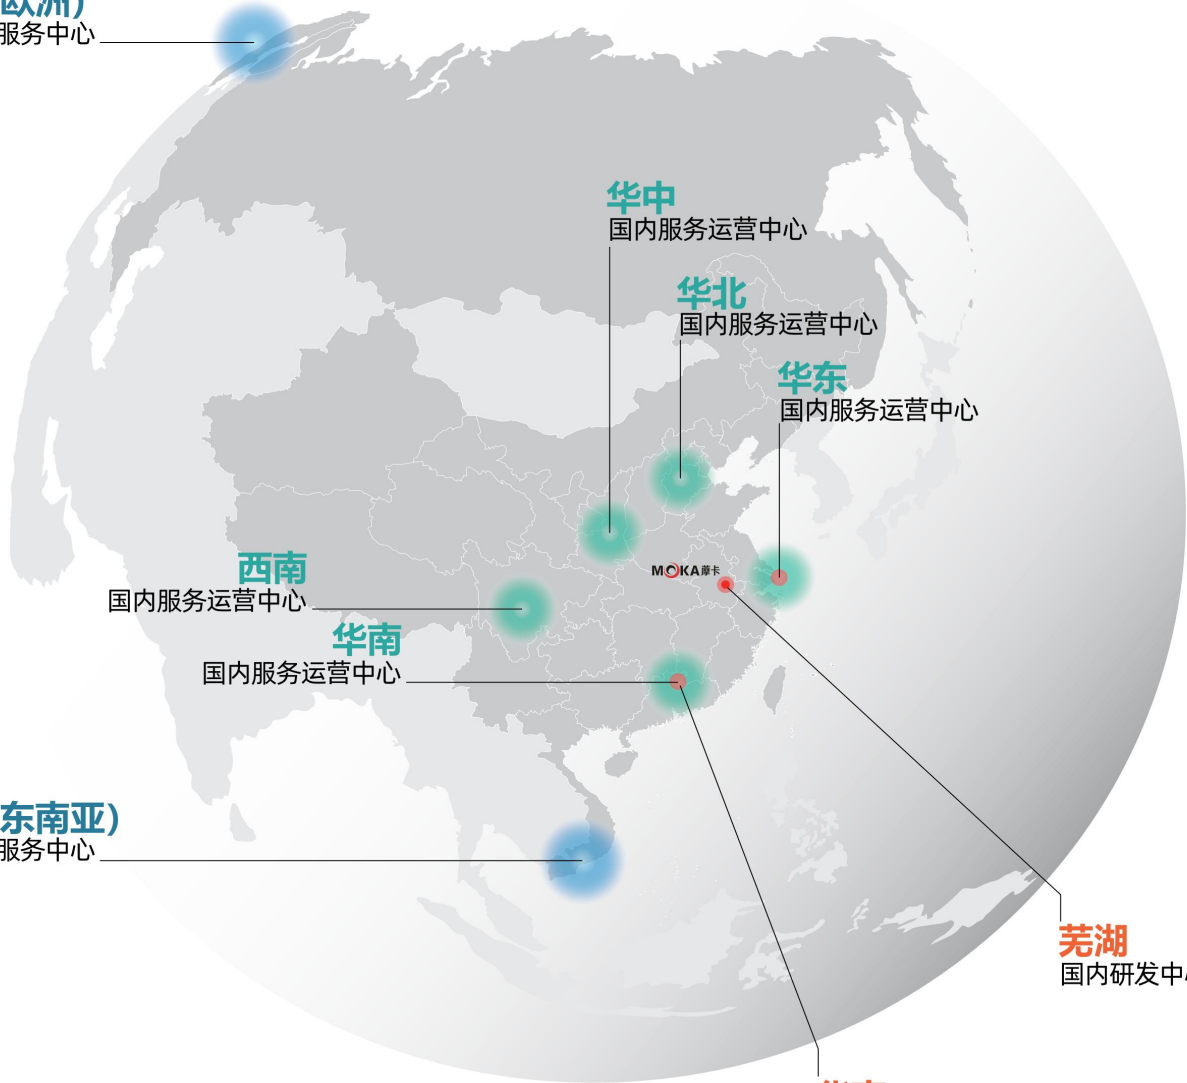 欧洲）
服务中心
华中
国内服务运营中心
华北
国内服务运营中心
华东
国内服务运营中心
MOKA摩卡
西南
国内服务运营中心
华南
国内服务运营中心
东南亚）
服务中心
芜湖
国内研发中